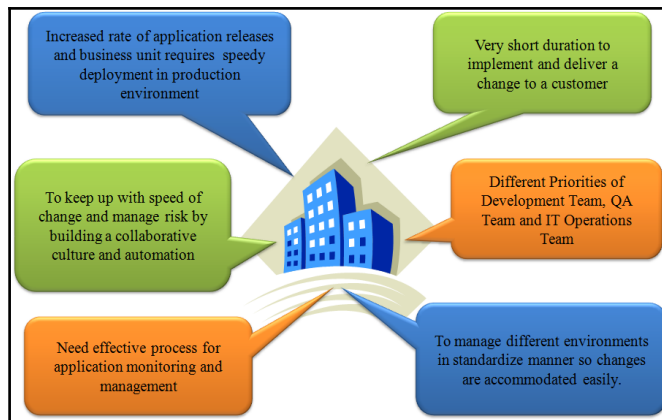 Increased rate of application releases
and business unit requires speedy
deployment in production
environment
Very short duration to
implement and deliver a
change to a customer
To keep up with speed of
change and manage risk by
building a collaborative
culture and automation
Different Priorities of
Development Team, QA
Team and IT Operations
Team
Need effective process for
application monitoring and
management
To manage different environments
in standardize manner so changes
are accommodated easily.